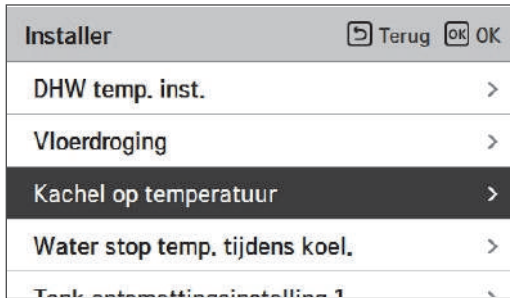 Installer Terug OK OK
DHW temp. inst.
Vloerdroging
Kachel op temperatuur
Water stop temp. tijdens koel.